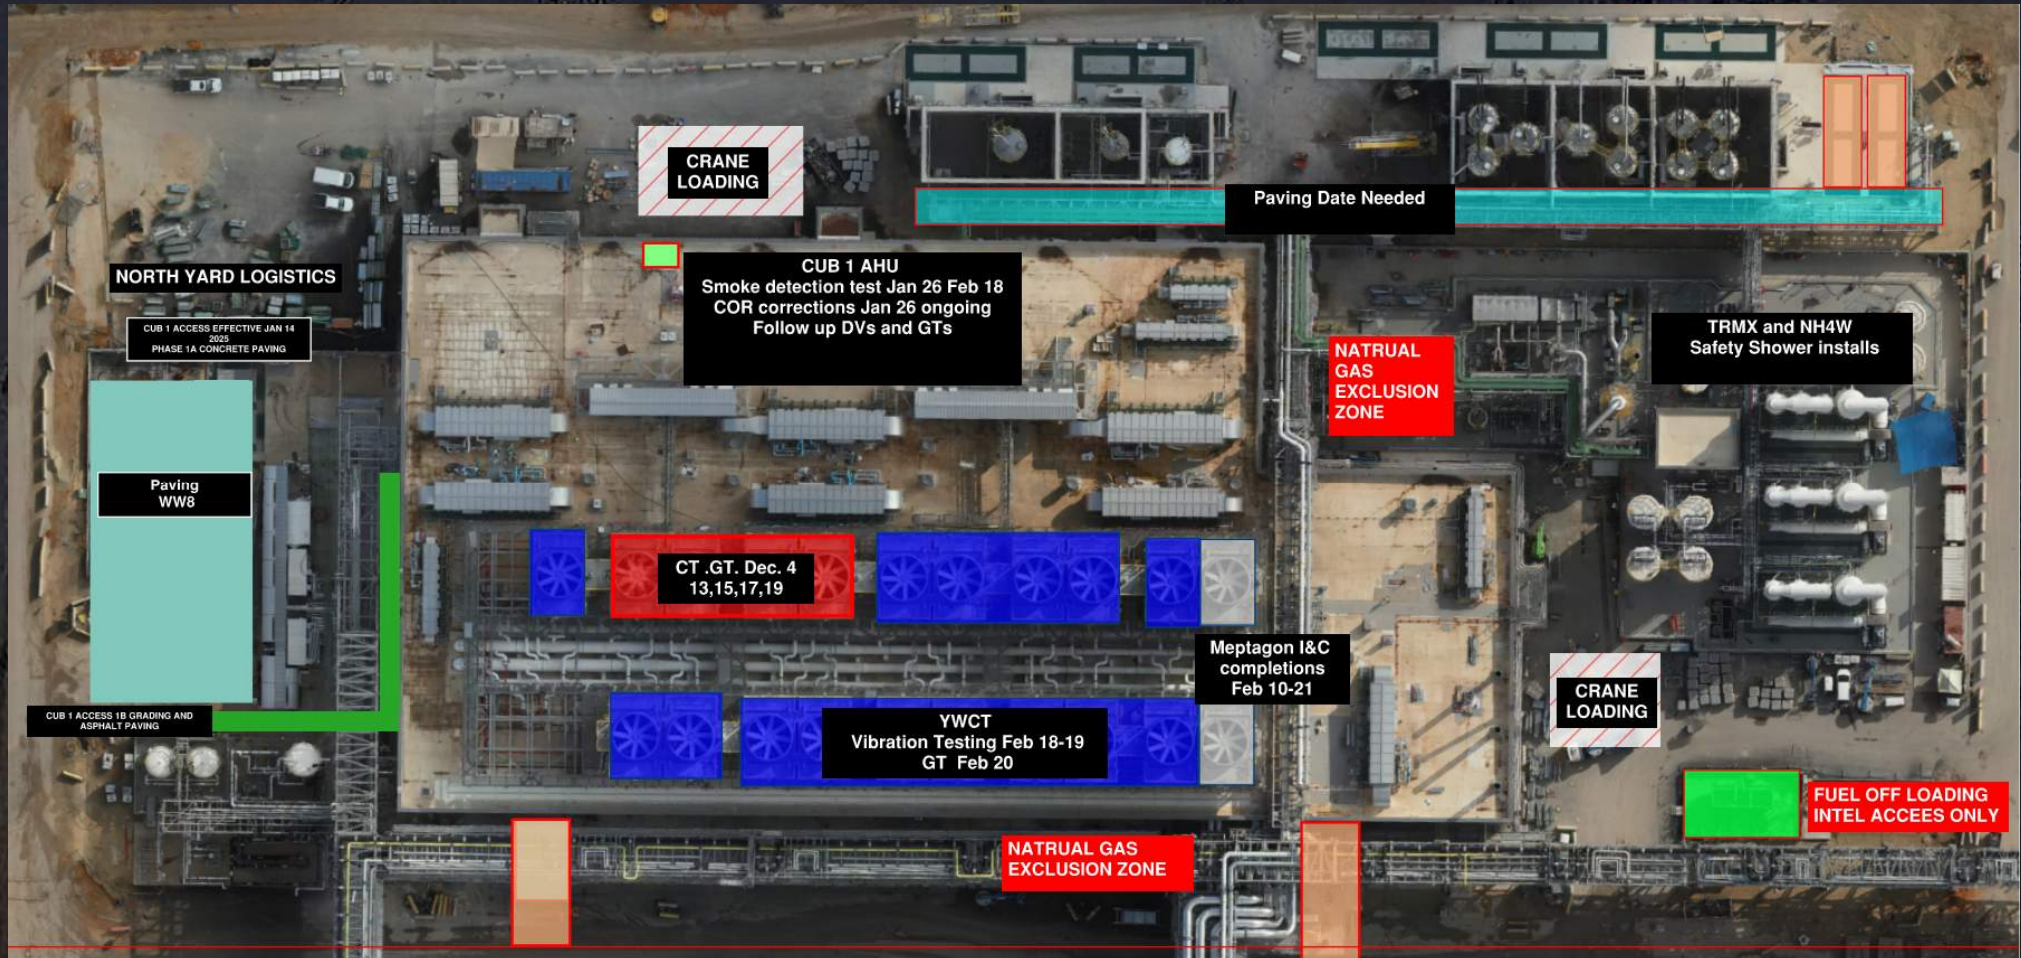 CRANE
LOADING
Paving Date Needed
NORTH YARD LOGISTICS
CUB 1 AHU
Smoke detection test Jan 26 Feb 18
COR corrections Jan 26 ongoing
Follow up DVs and GTs
CUB 1 ACCESS EFFECTIVE JAN 14
2025
PHASE 1A CONCRETE PAVING
NATRUAL
GAS
EXCLUSION
ZONE
TRMX and NH4W
Safety Shower installs
Paving
WW8
CT .GT. Dec. 4
13,15,17,19
Meptagon I&C
completions
Feb 10-21
CRANE
LOADING
CUB 1 ACCESS 1B GRADING AND
ASPHALT PAVING
YWCT
Vibration Testing Feb 18-19
GT Feb 20
FUEL OFF LOADING
INTEL ACCEES ONLY
NATRUAL GAS
EXCLUSION ZONE